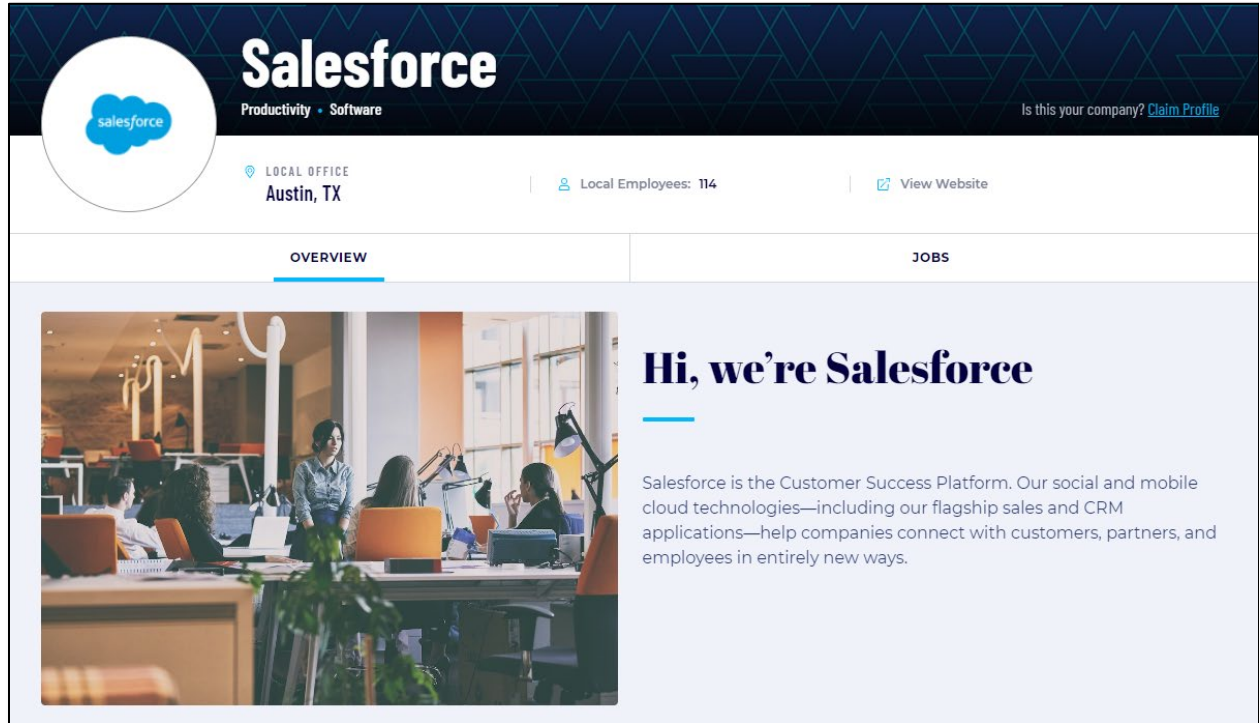 Salesforce
salesforce
Productivity • Software
Is this your company? Claim Profile
LOCAL OFFICE
Austin, TX
Local Employees: 114
View Website
OVERVIEW
JOBS
Hi, we're Salesforce
Salesforce is the Customer Success Platform. Our social and mobile
cloud technologies—including our flagship sales and CRM
applications—help companies connect with customers, partners, and
employees in entirely new ways.